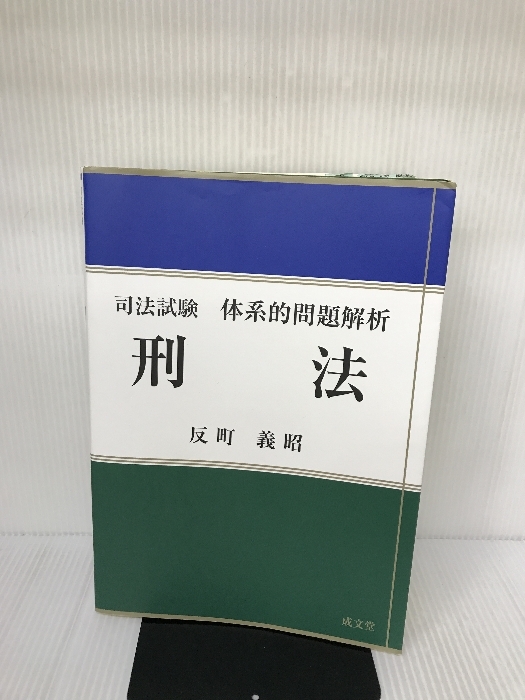 司法試験 体系的問題解析
刑法
反町 義昭
成文堂